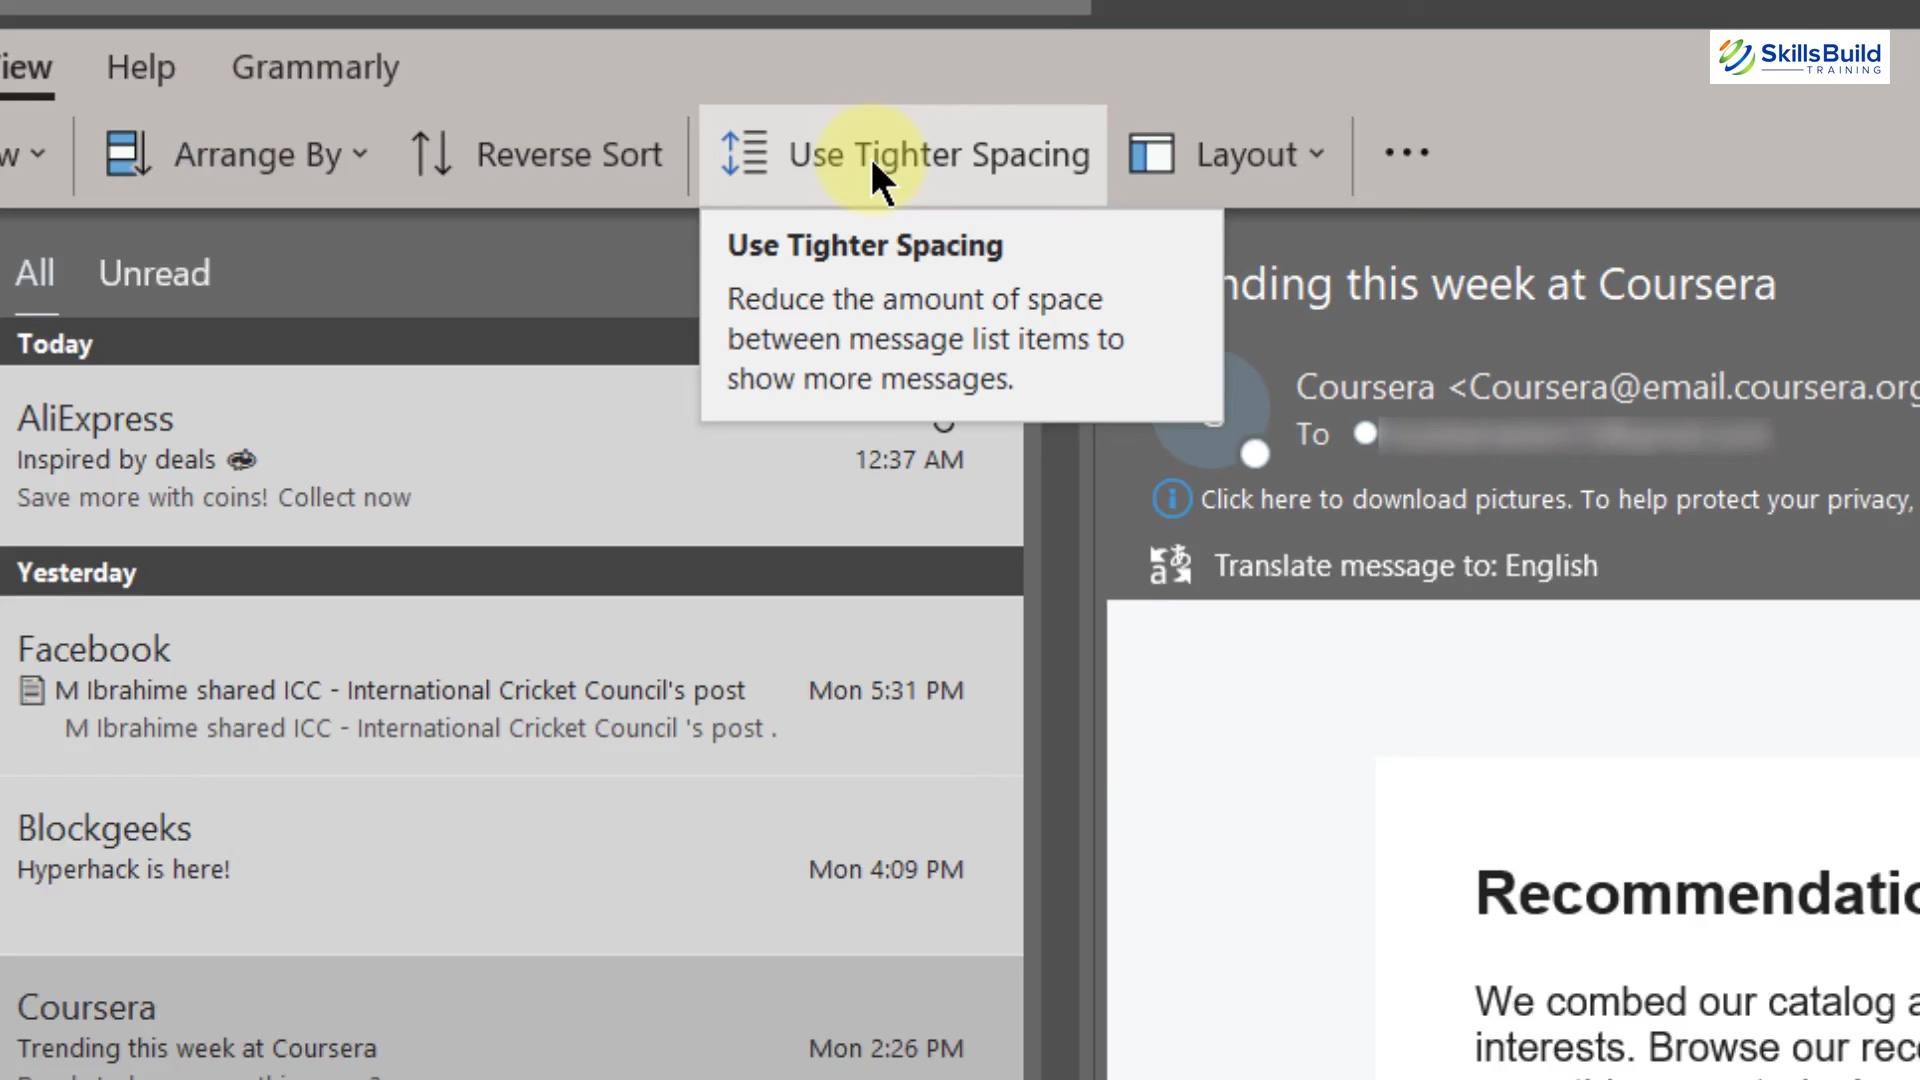 iew Help Grammarly
SkillsBuild
TRAINING
w Arrange By Reverse Sort Use Tighter Spacing Layout ...
Use Tighter Spacing
Reduce the amount of space
between message list items to
show more messages.
All Unread
Today
AliExpress
Inspired by deals
12:37 AM
Save more with coins! Collect now
Yesterday
Facebook
M Ibrahime shared ICC - International Cricket Council's post
Mon 5:31 PM
M Ibrahime shared ICC - International Cricket Council 's post .
Blockgeeks
Hyperhack is here!
Mon 4:09 PM
Coursera
Trending this week at Coursera
Mon 2:26 PM
nding this week at Coursera
Coursera <Coursera@email.coursera.org
To
Click here to download pictures. To help protect your privacy,
Translate message to: English
Recommendatio
We combed our catalog a
interests. Browse our rec